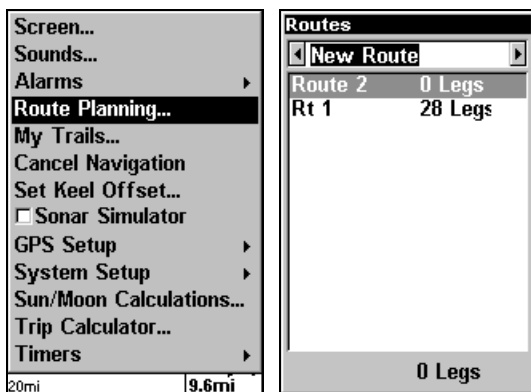 Screen...
Sounds...
Alarms
Route Planning...
My Trails...
Cancel Navigation
Set Keel Offset...
Sonar Simulator
GPS Setup
System Setup
Sun/Moon Calculations...
Trip Calculator...
Timers
20mi 9.6mi
Routes
New Route
Route 2 0 Legs
Rt 1 28 Legs
0 Legs